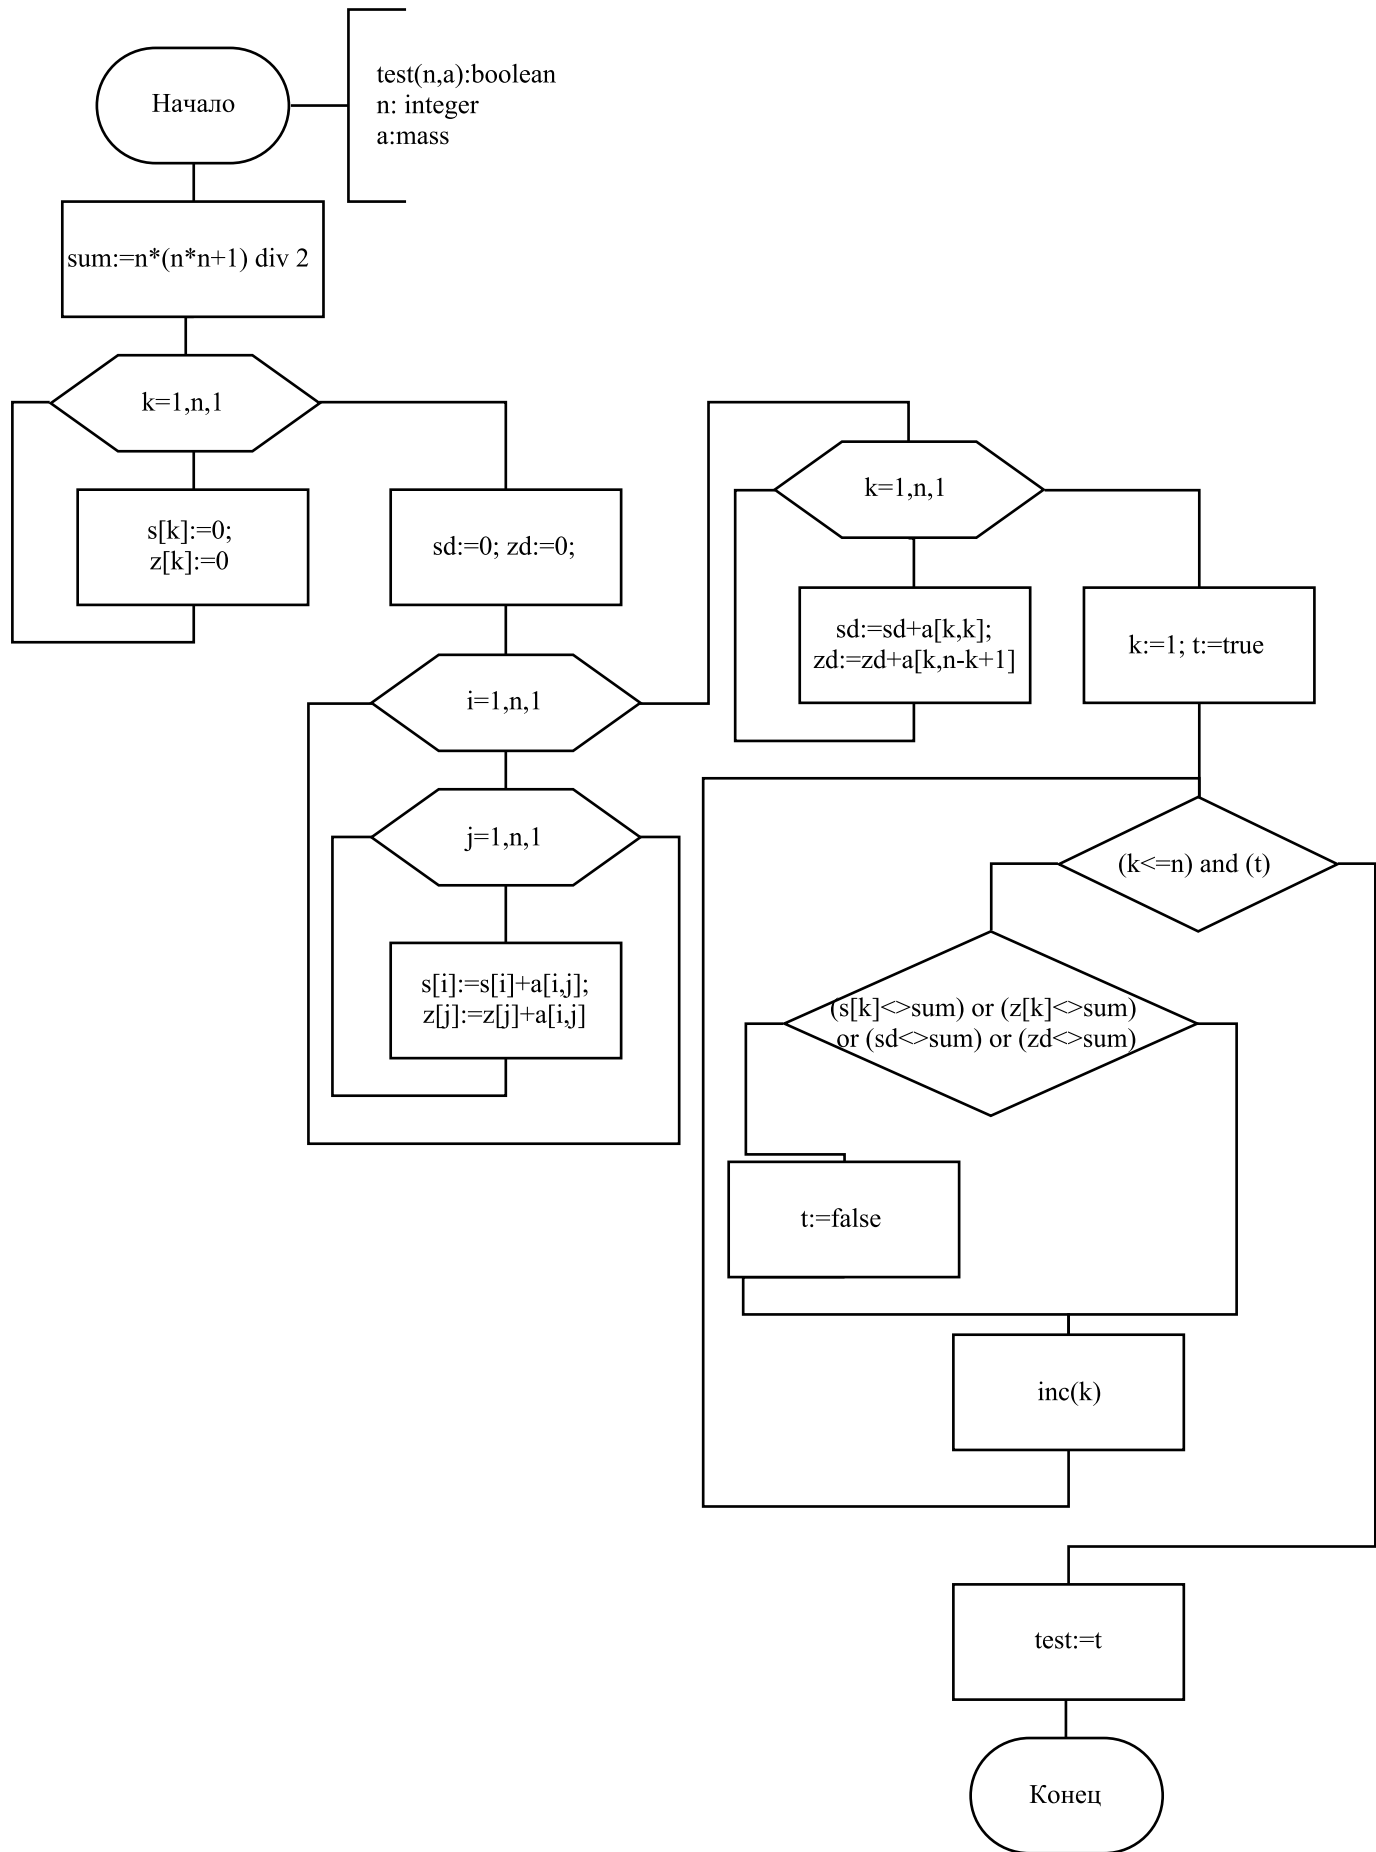 Начало
test(n,a):boolean
n: integer
a:mass
sum:=n*(n*n+1) div 2
k=1,n,1
s[k]:=0;
z[k]:=0
sd:=0; zd:=0;
i=1,n,1
j=1,n,1
s[i]:=s[i]+a[i,j];
z[j]:=z[j]+a[i,j]
k=1,n,1
sd:=sd+a[k,k];
zd:=zd+a[k,n-k+1]
k:=1; t:=true
(k<=n) and (t)
(s[k]<>sum) or (z[k]<>sum)
or (sd<>sum) or (zd<>sum)
t:=false
inc(k)
test:=t
Конец